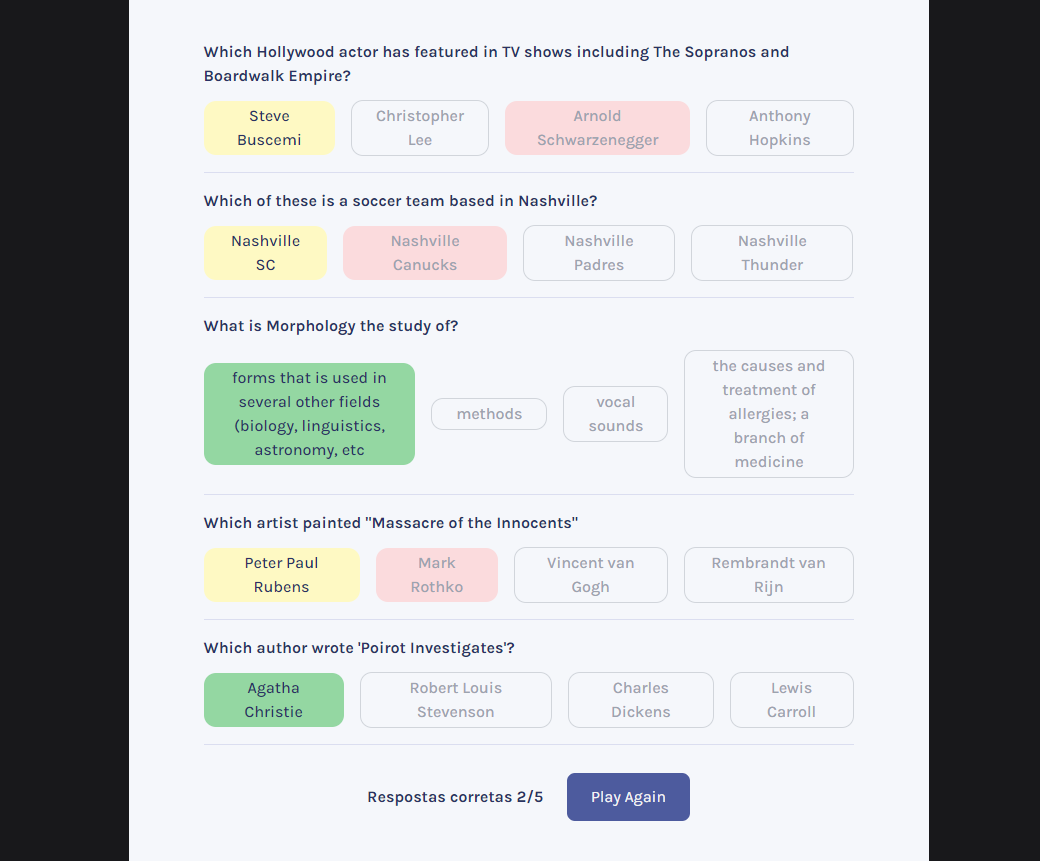 Which Hollywood actor has featured in TV shows including The Sopranos and
Boardwalk Empire?
Steve
Buscemi
Christopher
Lee
Arnold
Schwarzenegger
Anthony
Hopkins
Which of these is a soccer team based in Nashville?
Nashville
SC
Nashville
Canucks
Nashville
Padres
Nashville
Thunder
What is Morphology the study of?
forms that is used in
several other fields
(biology, linguistics,
astronomy, etc
methods
vocal
sounds
the causes and
treatment of
allergies; a
branch of
medicine
Which artist painted "Massacre of the Innocents"
Peter Paul
Rubens
Mark
Rothko
Vincent van
Gogh
Rembrandt van
Rijn
Which author wrote 'Poirot Investigates'?
Agatha
Christie
Robert Louis
Stevenson
Charles
Dickens
Lewis
Carroll
Respostas corretas 2/5
Play Again